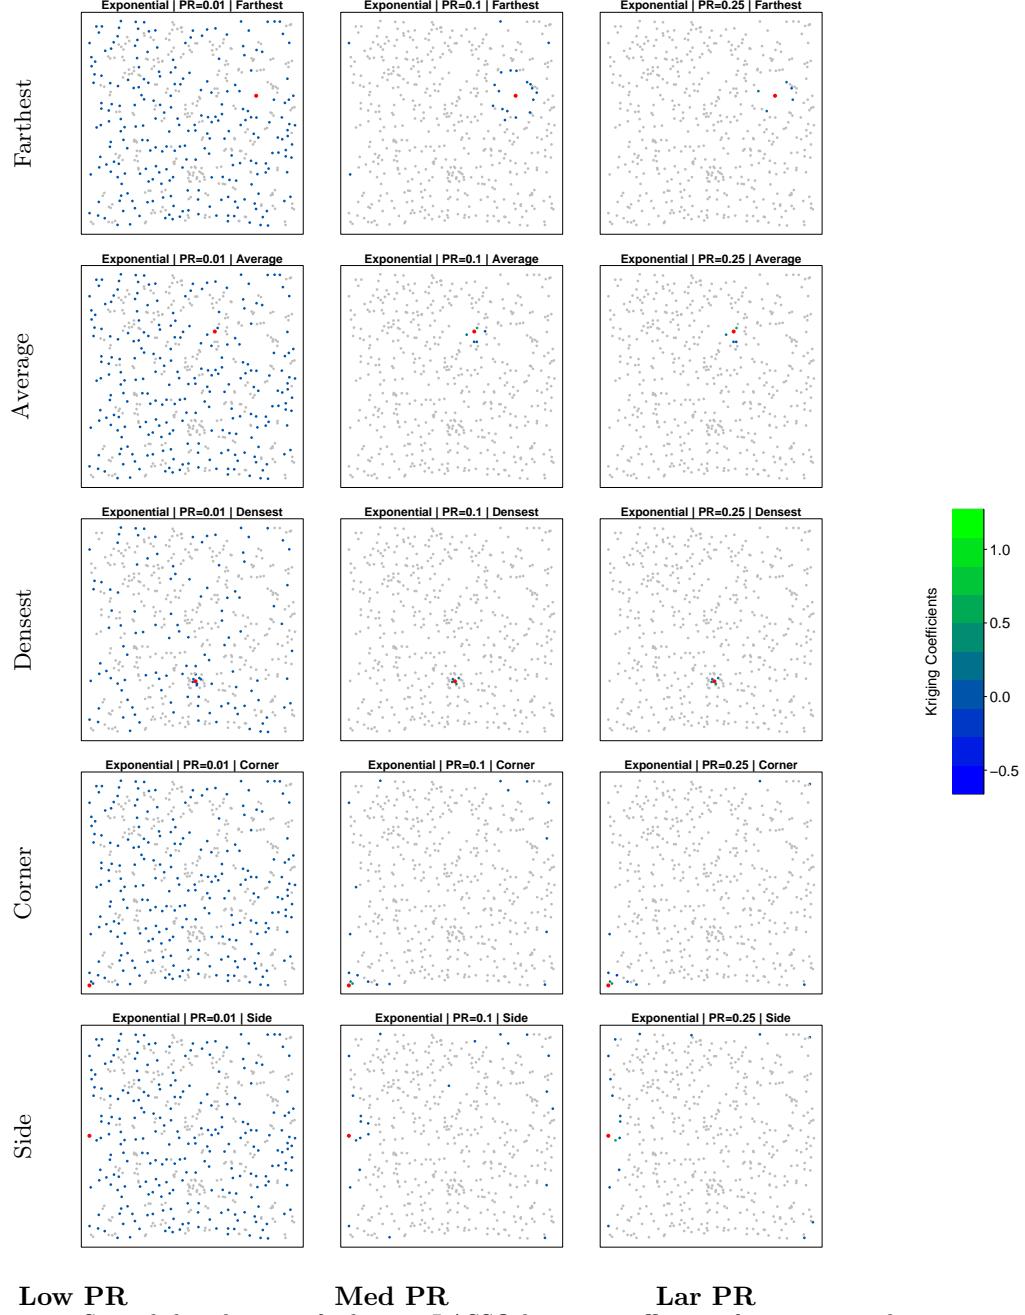 Exponential | PR=0.01 | Farthest
Exponential | PR=0.1 | Farthest
Exponential | PR=0.25 | Farthest
Farthest
Exponential | PR=0.01 | Average
Exponential | PR=0.1 | Average
Exponential | PR=0.25 | Average
Average
Exponential | PR=0.01 | Densest
Exponential | PR=0.1 | Densest
Exponential | PR=0.25 | Densest
Densest
Exponential | PR=0.01 | Corner
Exponential | PR=0.1 | Corner
Exponential | PR=0.25 | Corner
Corner
Exponential | PR=0.01 | Side
Exponential | PR=0.1 | Side
Exponential | PR=0.25 | Side
Side
Kriging Coefficients
1.0
0.5
0.0
−0.5
Low PR
Med PR
Lar PR